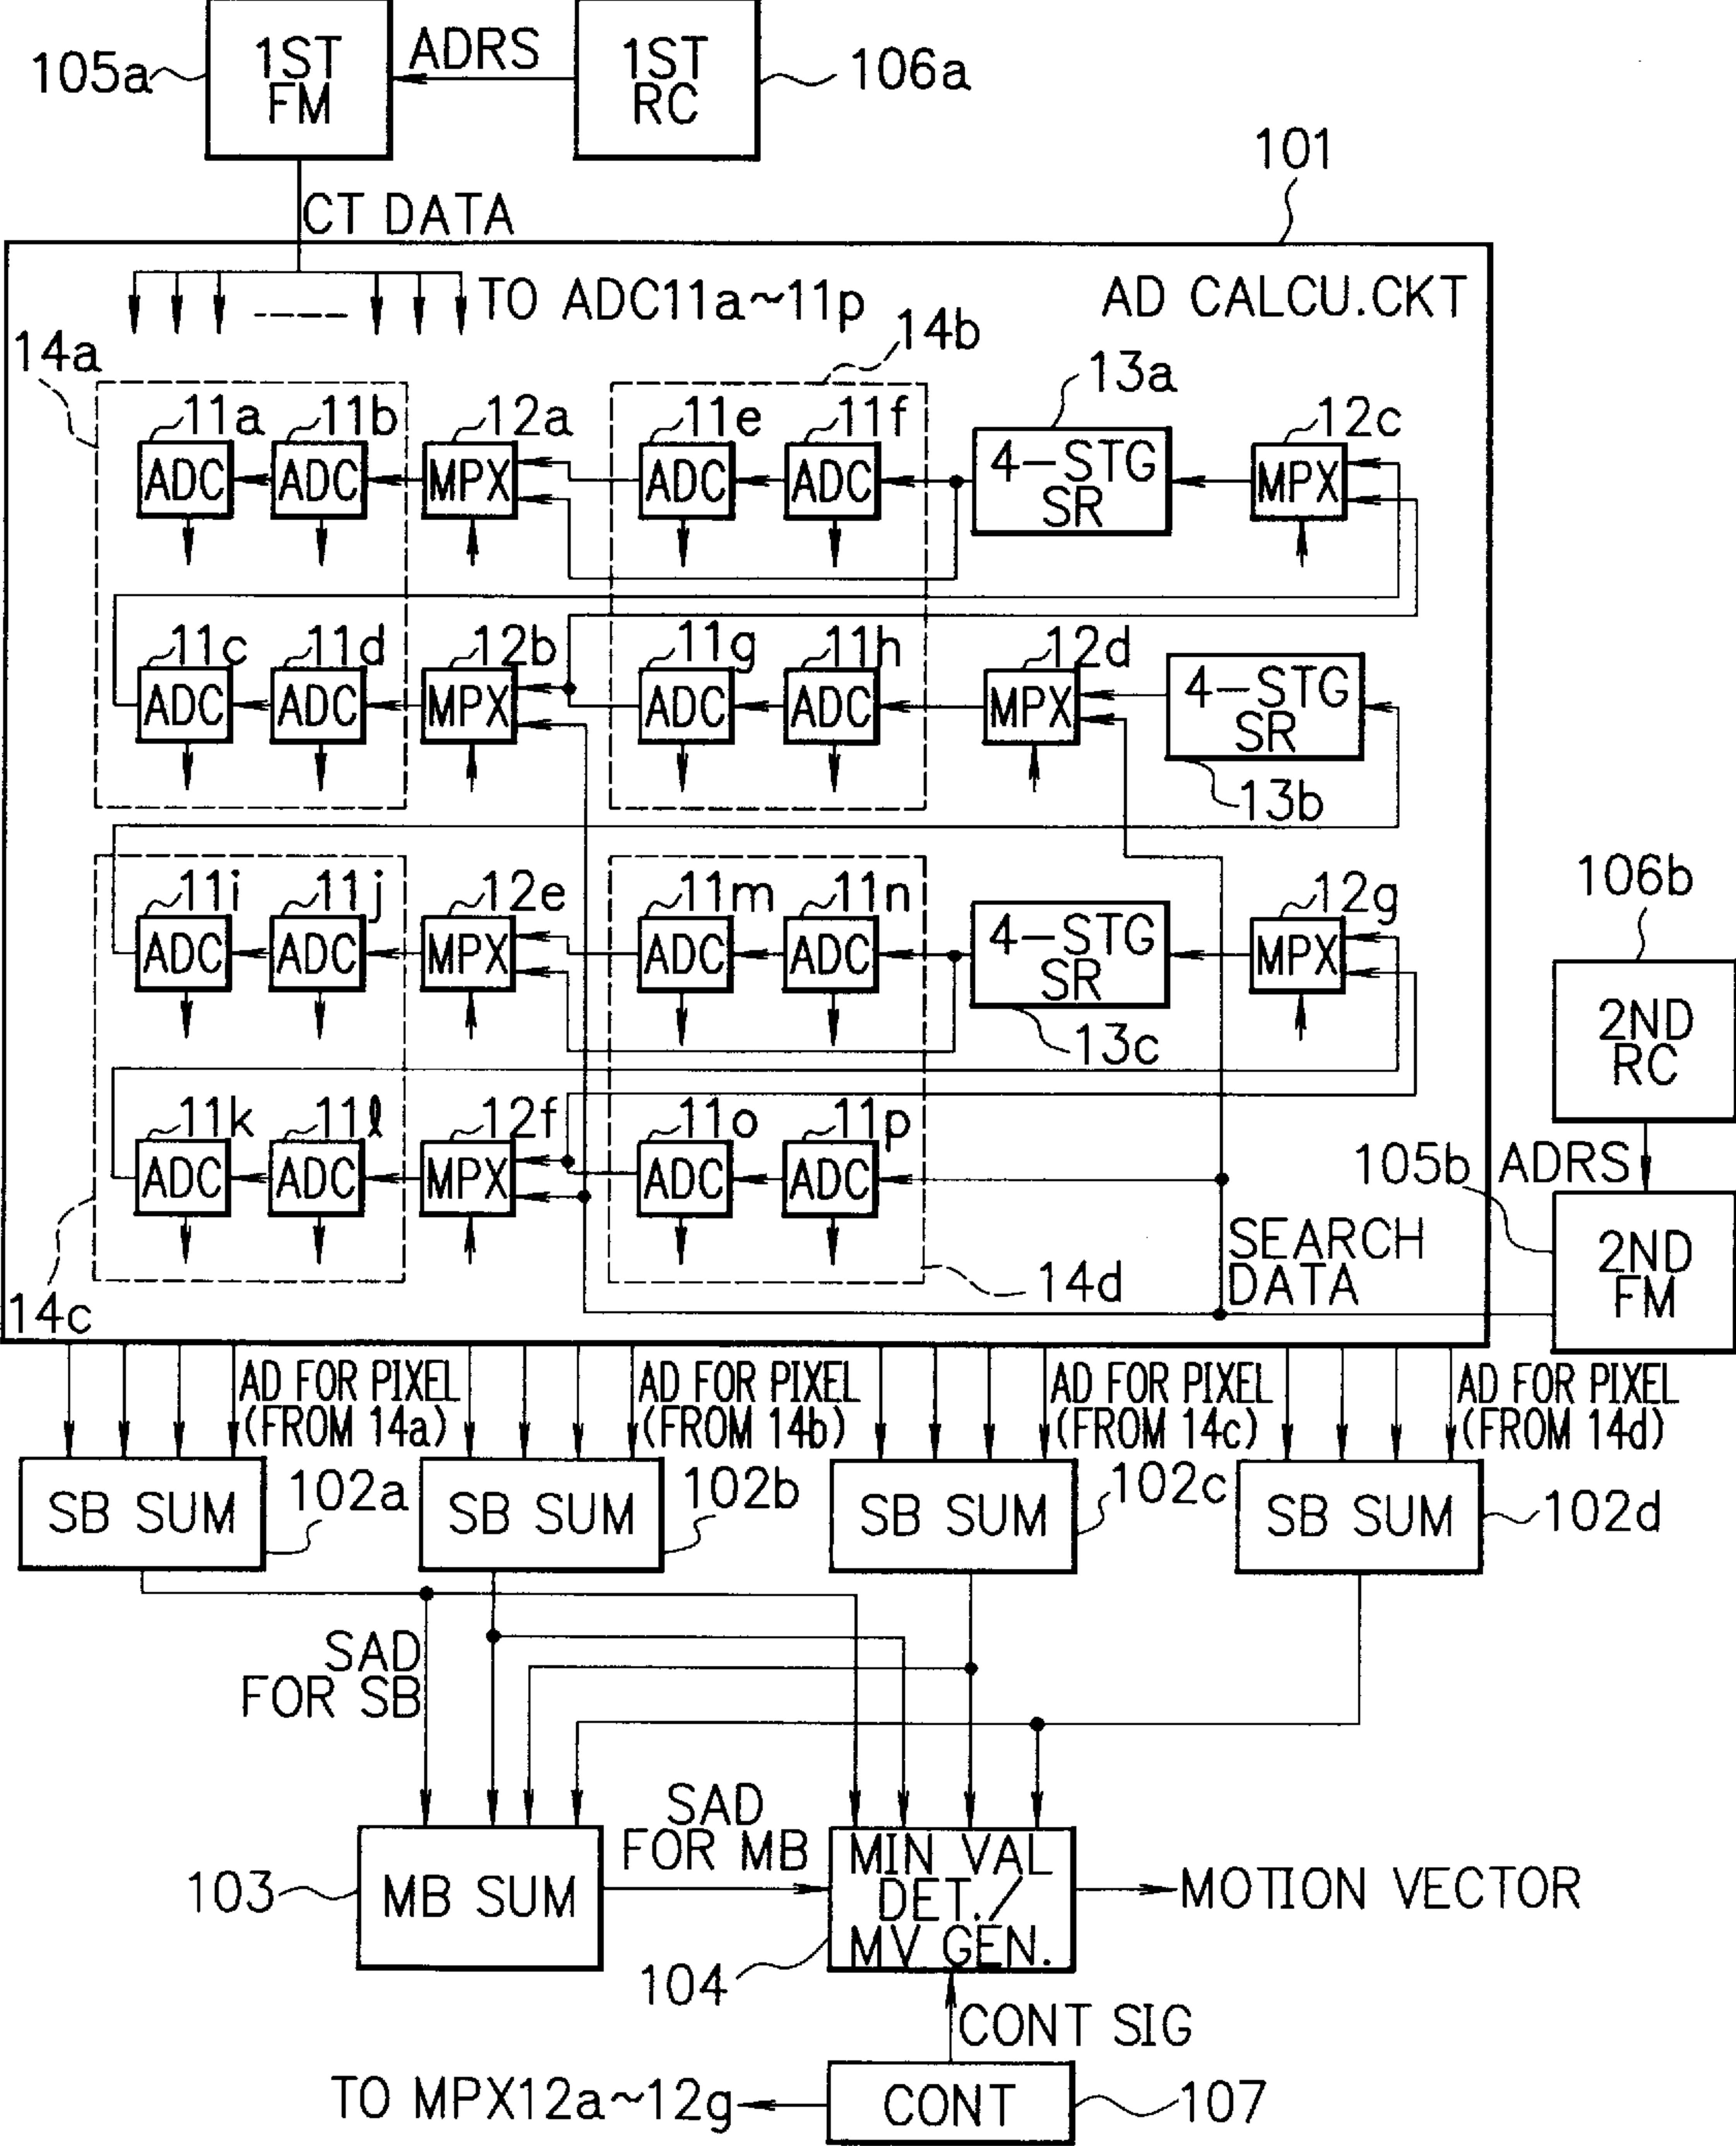 105a
1ST
FM
ADRS
1ST
RC
106a
101
CT DATA
TO ADC11a~11p
AD CALCU.CKT
14a
14b
13a
11a
11b
12a
11e
11f
12c
ADC
ADC
MPX
ADC
ADC
4-STG
SR
MPX
11c
11d
12b
11g
11h
12d
ADC
ADC
MPX
ADC
ADC
MPX
4-STG
SR
13b
11i
11j
12e
11m
11n
12g
106b
ADC
ADC
MPX
ADC
ADC
4-STG
SR
MPX
13c
2ND
RC
11k
11ℓ
12f
11o
11p
105b
ADRS
ADC
ADC
MPX
ADC
ADC
SEARCH
DATA
2ND
FM
14c
14d
AD FOR PIXEL
(FROM 14a)
AD FOR PIXEL
(FROM 14b)
AD FOR PIXEL
(FROM 14c)
AD FOR PIXEL
(FROM 14d)
SB SUM
102a
SB SUM
102b
SB SUM
102c
SB SUM
102d
SAD
FOR SB
SAD
FOR MB
103
MB SUM
MIN VAL
DET./
MV GEN.
MOTION VECTOR
104
CONT SIG
TO MPX12a~12g
CONT
107